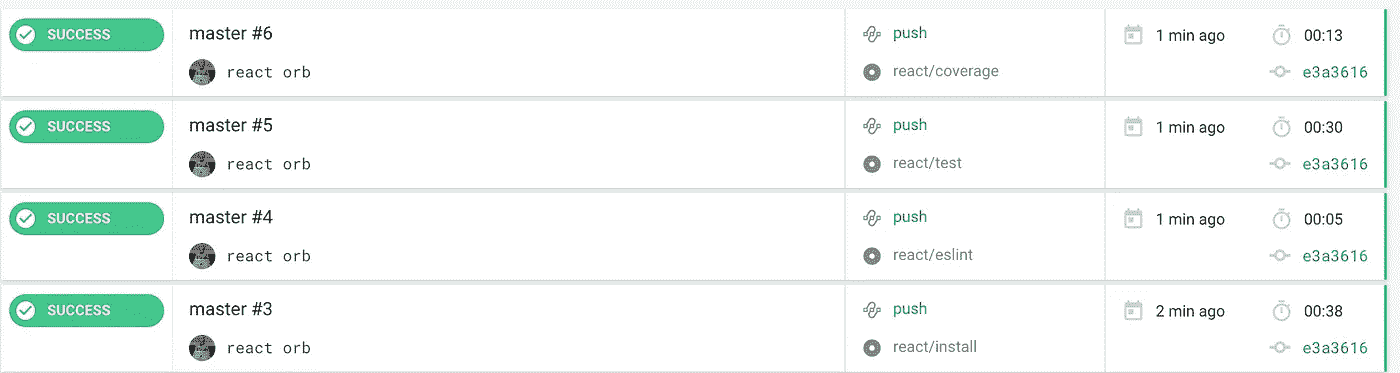 SUCCESS master #6 push 1 min ago 00:13
react orb react/coverage e3a3616
SUCCESS master #5 push 1 min ago 00:30
react orb react/test e3a3616
SUCCESS master #4 push 1 min ago 00:05
react orb react/eslint e3a3616
SUCCESS master #3 push 2 min ago 00:38
react orb react/install e3a3616